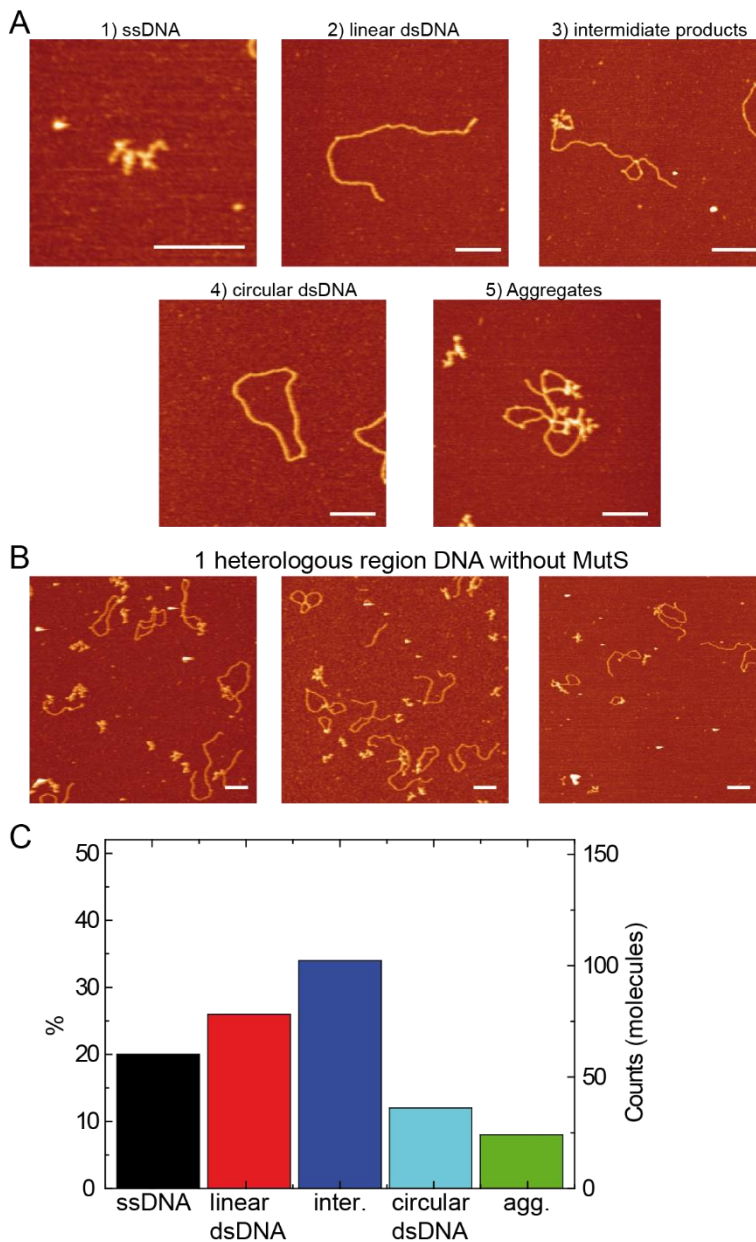 A
1) ssDNA
2) linear dsDNA
3) intermidiate products
4) circular dsDNA
5) Aggregates
B
1 heterologous region DNA without MutS
C
50
40
30
20
10
0
%
150
100
50
0
Counts (molecules)
ssDNA
linear
dsDNA
inter.
circular
dsDNA
agg.